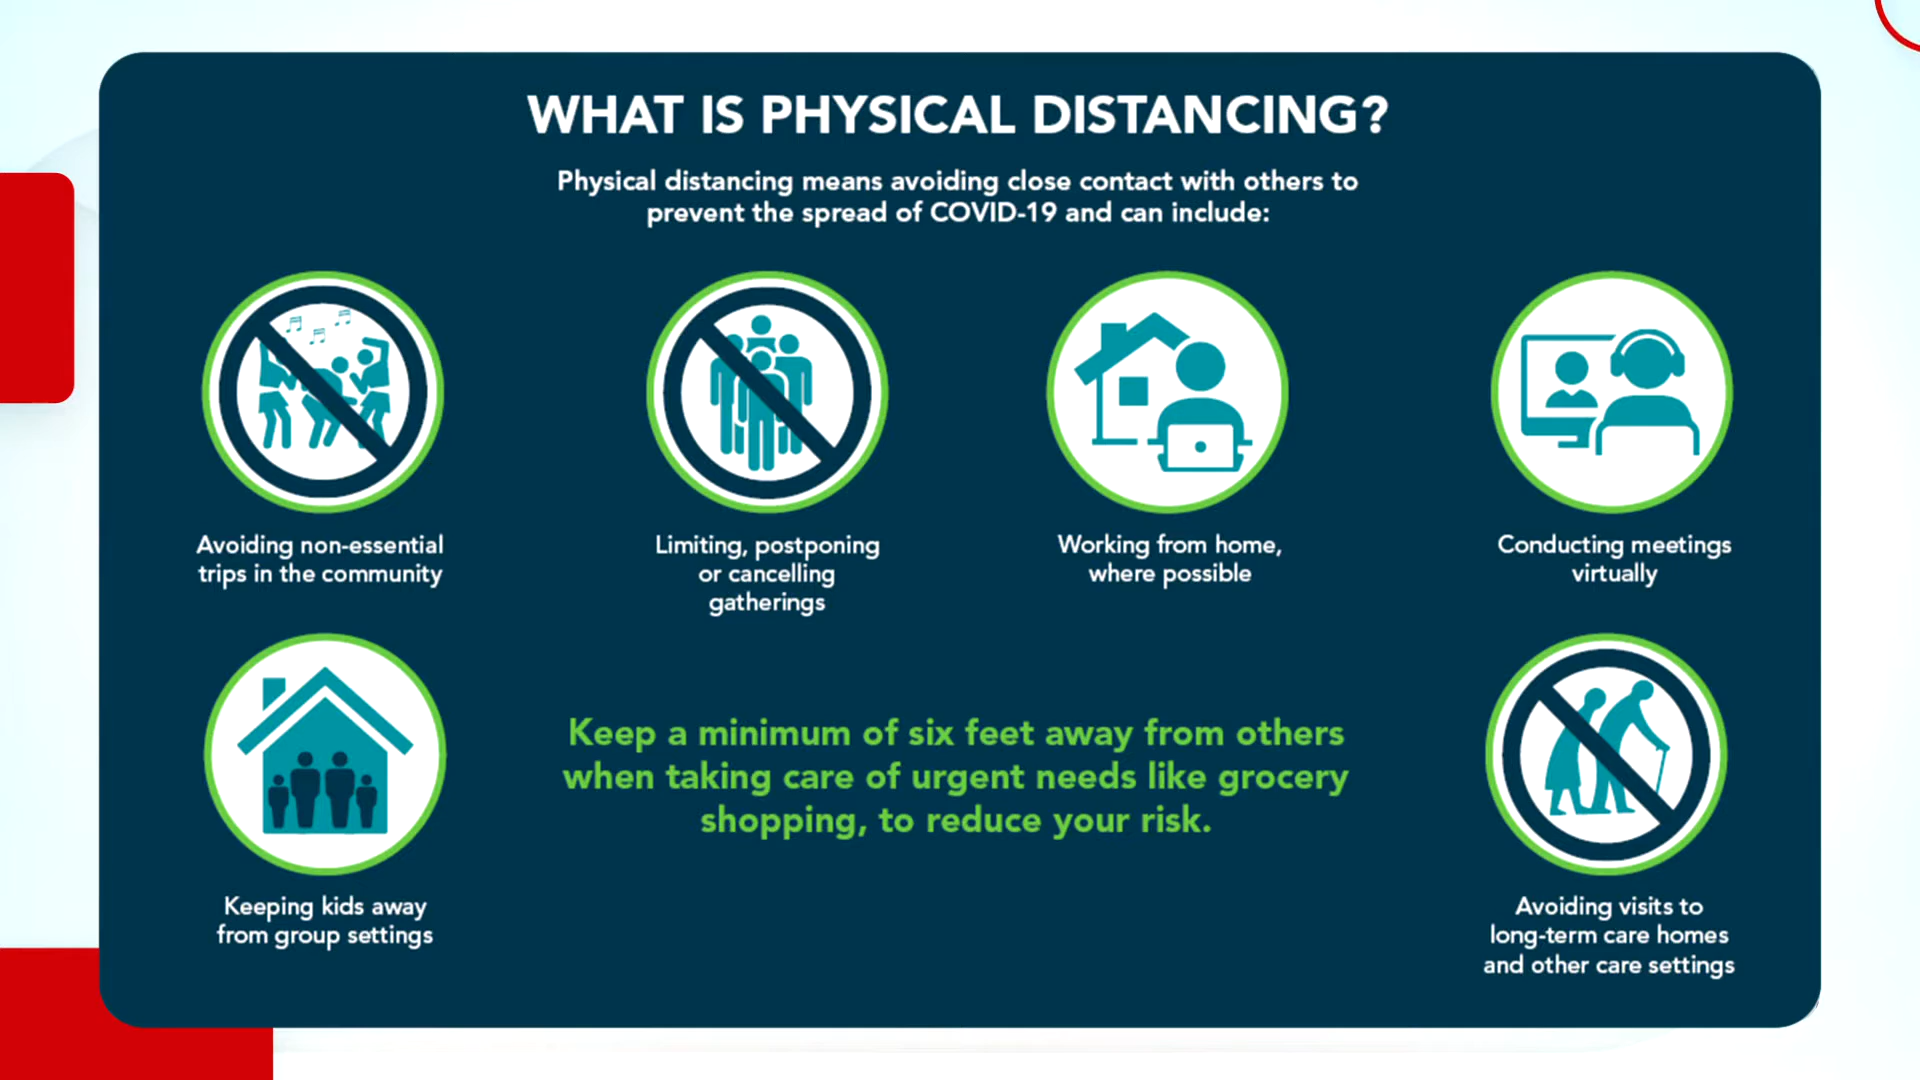 WHAT IS PHYSICAL DISTANCING?
Physical distancing means avoiding close contact with others to
prevent the spread of COVID-19 and can include:
Avoiding non-essential
trips in the community
Limiting, postponing
or cancelling
gatherings
Working from home,
where possible
Conducting meetings
virtually
Keeping kids away
from group settings
Keep a minimum of six feet away from others
when taking care of urgent needs like grocery
shopping, to reduce your risk.
Avoiding visits to
long-term care homes
and other care settings